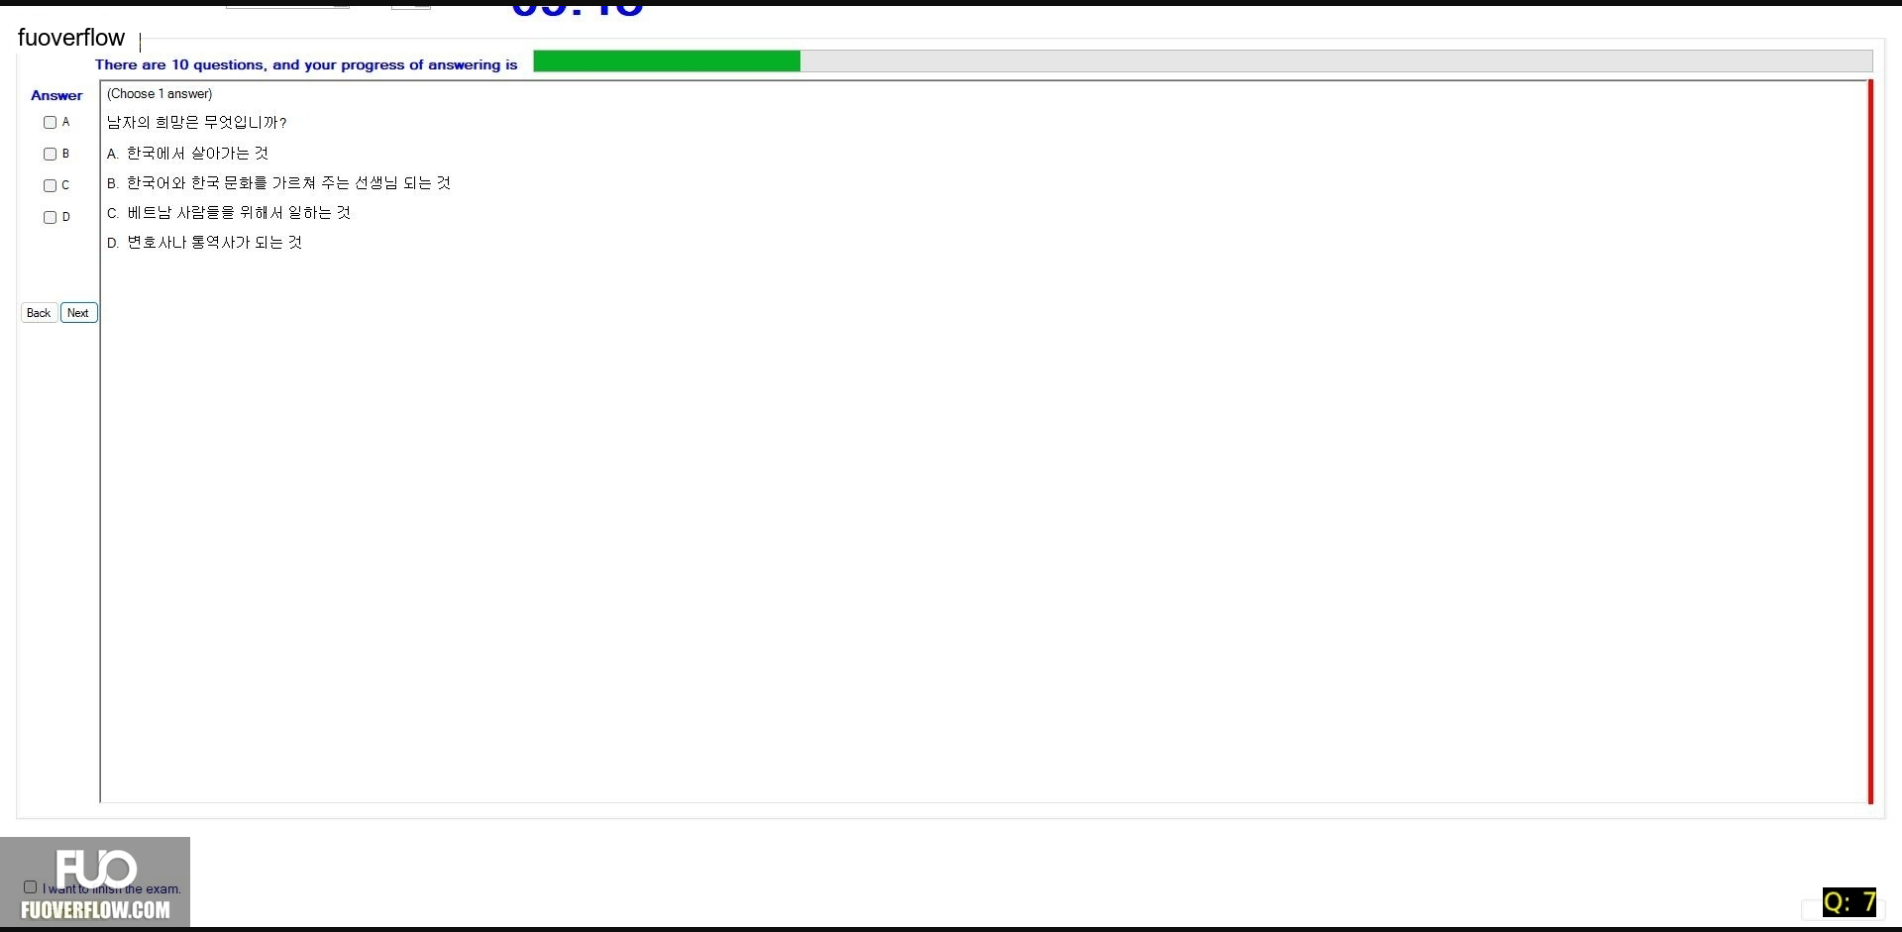 fuoverflow
There are 10 questions, and your progress of answering is
Answer
(Choose 1 answer)
A
남자의 희망은 무엇입니까?
B
A. 한국에서 살아가는 것
C
B. 한국어와 한국 문화를 가르쳐 주는 선생님 되는 것
D
C. 베트남 사람들을 위해서 일하는 것
D. 변호사나 통역사가 되는 것
Back Next
FUO
I want to finish the exam.
FUOVERFLOW.COM
Q: 7